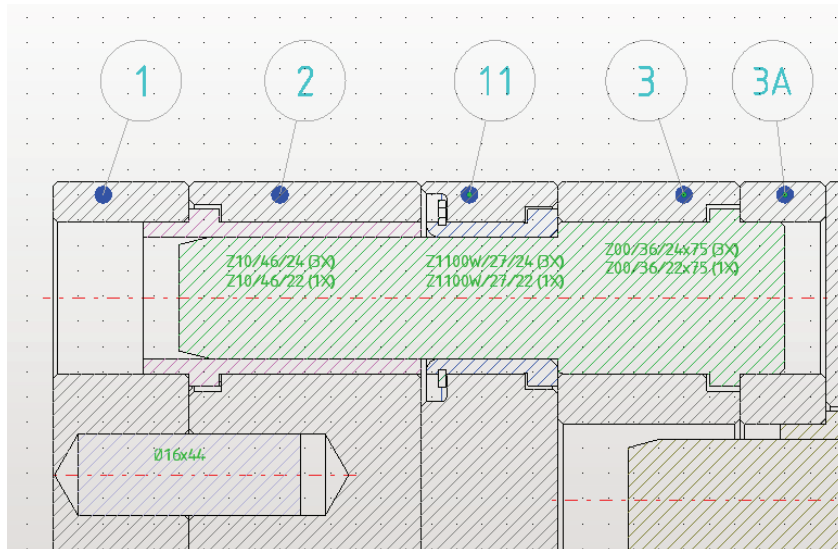 1
2
11
3
3A
Z10/46/24 (3X)
Z10/46/22 (1X)
Z1100W/27/24 (3X)
Z1100W/27/22 (1X)
Z00/36/24x75 (3X)
Z00/36/22x75 (1X)
Ø16x44